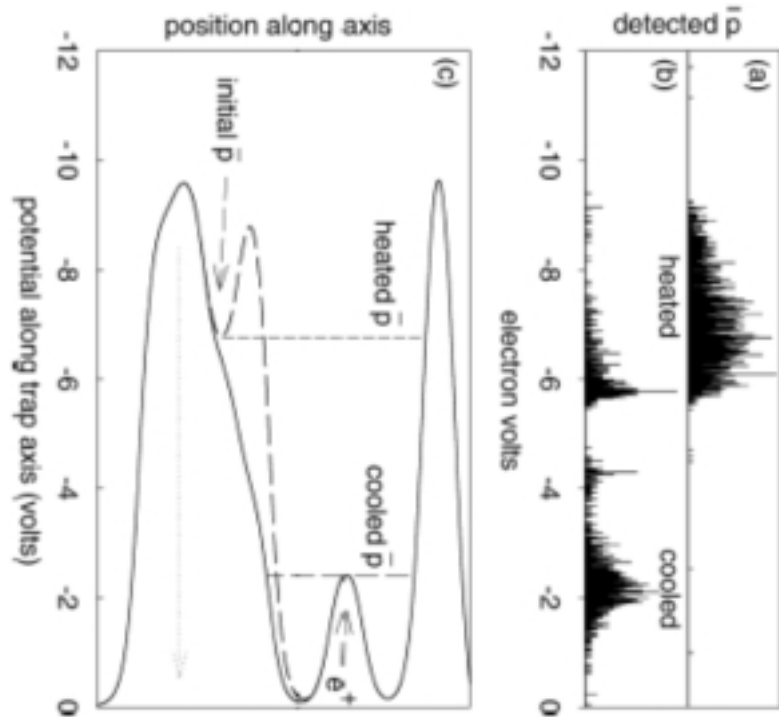 detected p̄
(a)
heated
(b)
cooled
-12 -10 -8 -6 -4 -2 0
electron volts
(c)
position along axis
initial p̄
heated p̄
cooled p̄
e⁺
-12 -10 -8 -6 -4 -2 0
potential along trap axis (volts)